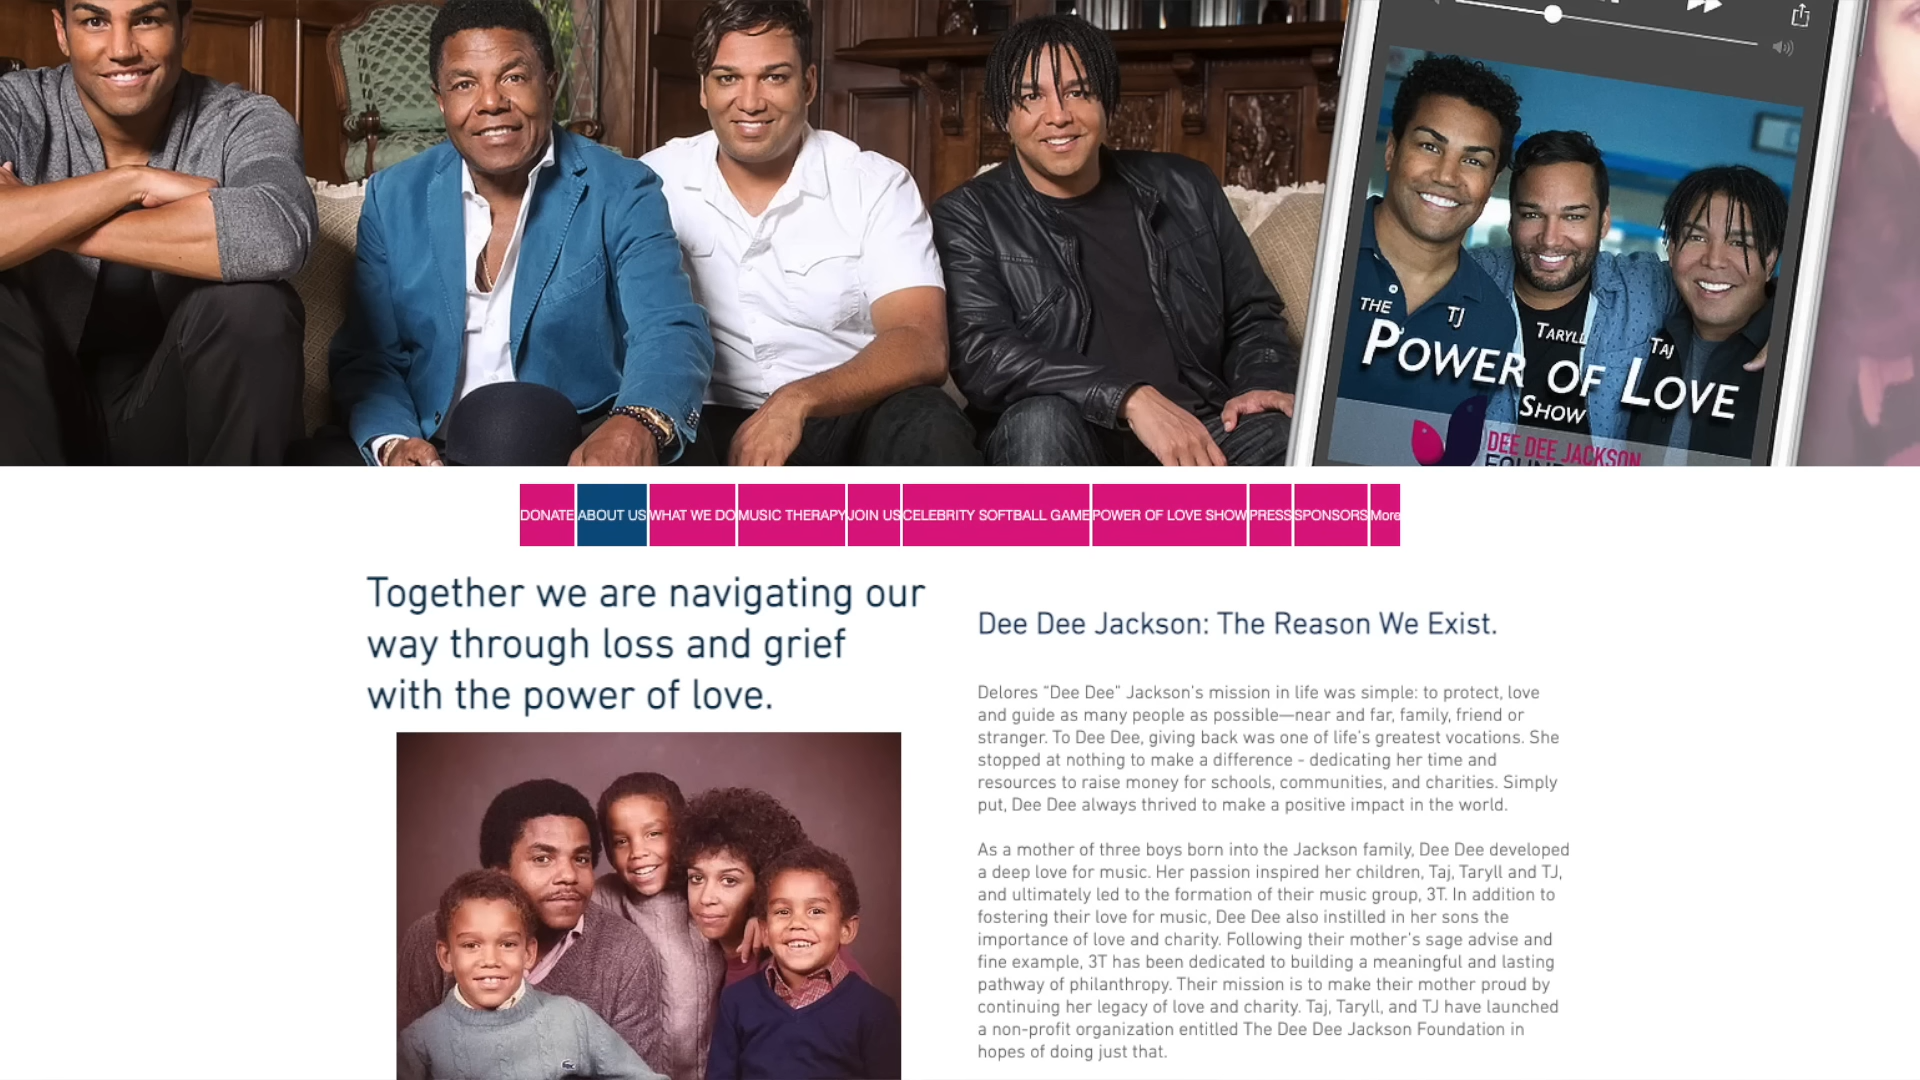 THE
TJ
TARYLL
TAJ
POWER OF LOVE
SHOW
DEE DEE JACKSON
DONATE
ABOUT US
WHAT WE DO
MUSIC THERAPY
JOIN US
CELEBRITY SOFTBALL GAME
POWER OF LOVE SHOW
PRESS
SPONSORS
More
Together we are navigating our
way through loss and grief
with the power of love.
Dee Dee Jackson: The Reason We Exist.
Delores “Dee Dee” Jackson’s mission in life was simple: to protect, love
and guide as many people as possible—near and far, family, friend or
stranger. To Dee Dee, giving back was one of life’s greatest vocations. She
stopped at nothing to make a difference - dedicating her time and
resources to raise money for schools, communities, and charities. Simply
put, Dee Dee always thrived to make a positive impact in the world.
As a mother of three boys born into the Jackson family, Dee Dee developed
a deep love for music. Her passion inspired her children, Taj, Taryll and TJ,
and ultimately led to the formation of their music group, 3T. In addition to
fostering their love for music, Dee Dee also instilled in her sons the
importance of love and charity. Following their mother’s sage advise and
fine example, 3T has been dedicated to building a meaningful and lasting
pathway of philanthropy. Their mission is to make their mother proud by
continuing her legacy of love and charity. Taj, Taryll, and TJ have launched
a non-profit organization entitled The Dee Dee Jackson Foundation in
hopes of doing just that.